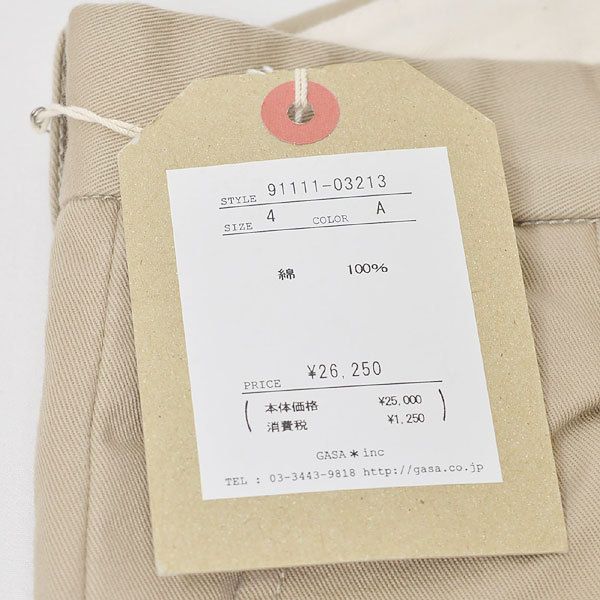 STYLE 91111-03213
SIZE 4 COLOR A
綿 100%
PRICE ¥26,250
( 本体価格 ¥25,000
消費税 ¥1,250 )
GASA＊inc
TEL : 03-3443-9818 http://gasa.co.jp